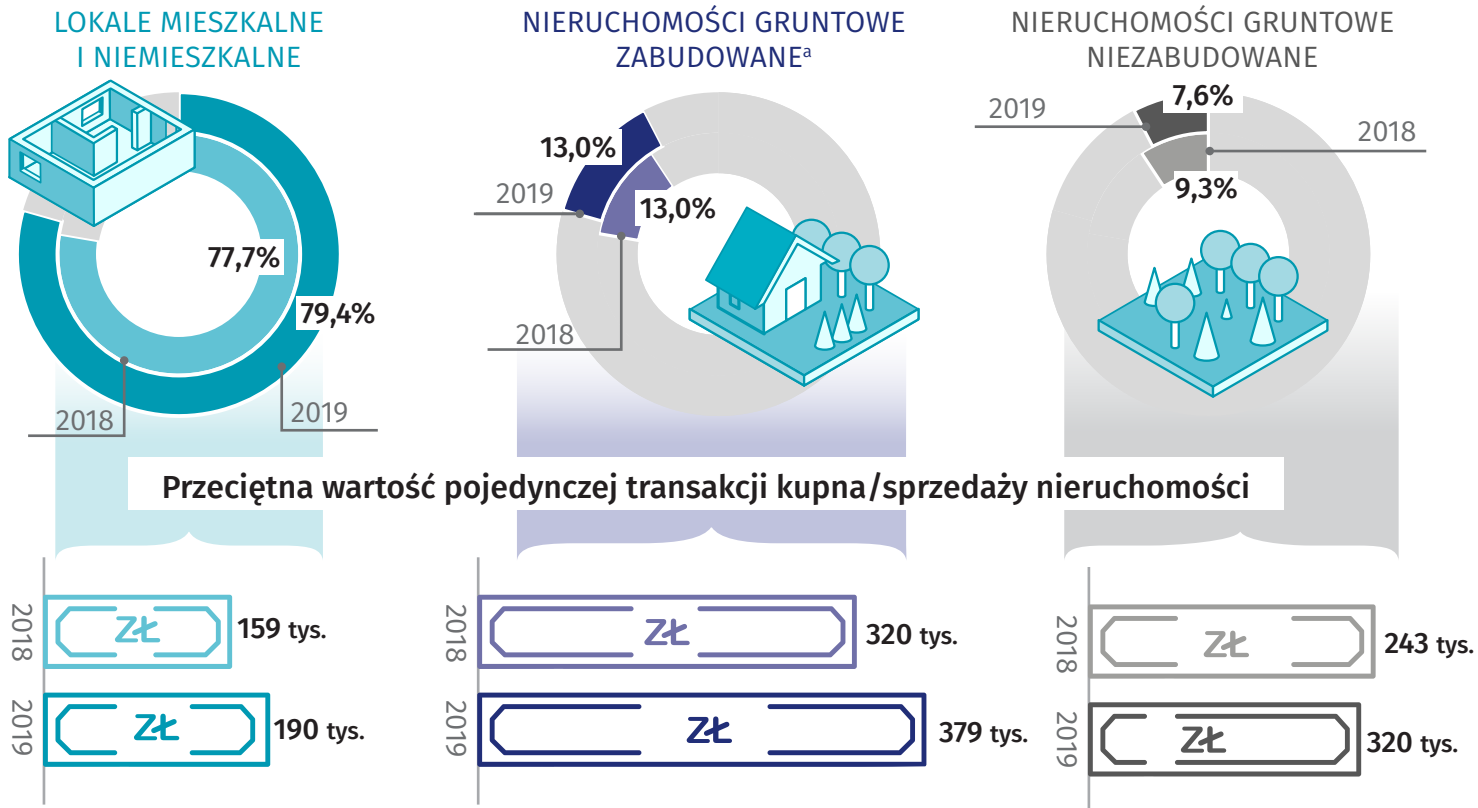 LOKALE MIESZKALNE
I NIEMIESZKALNE
77,7%
79,4%
2018
2019
NIERUCHOMOŚCI GRUNTOWE
ZABUDOWANEᵃ
13,0%
2019
13,0%
2018
NIERUCHOMOŚCI GRUNTOWE
NIEZABUDOWANE
2019
7,6%
2018
9,3%
Przeciętna wartość pojedynczej transakcji kupna/sprzedaży nieruchomości
2018
ZŁ
159 tys.
2019
ZŁ
190 tys.
2018
ZŁ
320 tys.
2019
ZŁ
379 tys.
2018
ZŁ
243 tys.
2019
ZŁ
320 tys.